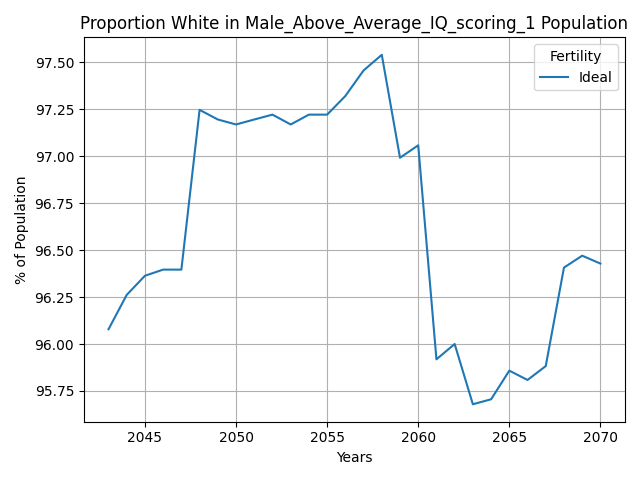 Proportion White in Male_Above_Average_IQ_scoring_1 Population
Fertility
Ideal
97.50
97.25
97.00
96.75
96.50
96.25
96.00
95.75
% of Population
2045 2050 2055 2060 2065 2070
Years